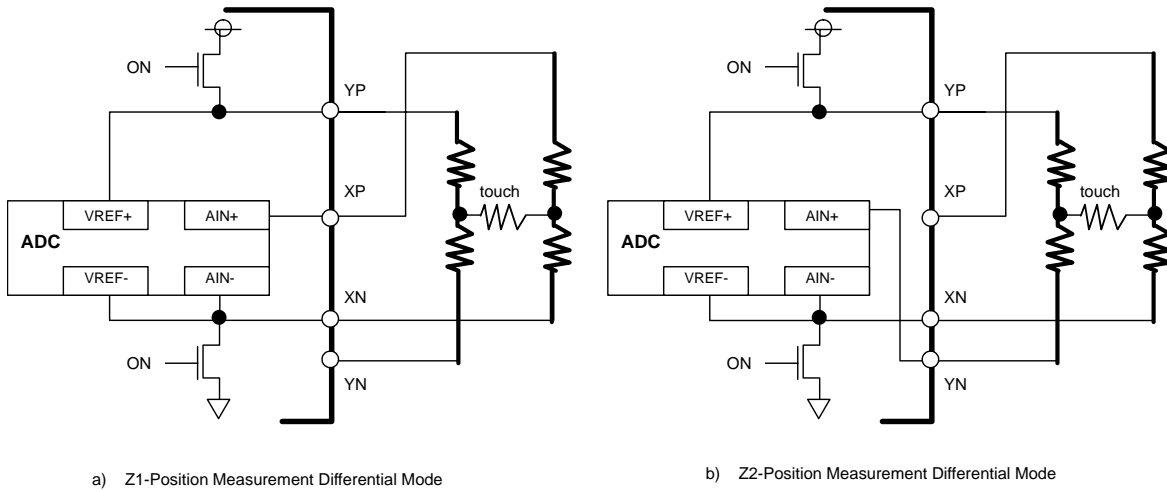 ON
YP
XP
touch
VREF+
AIN+
ADC
VREF-
AIN-
XN
ON
YN
a) Z1-Position Measurement Differential Mode
ON
YP
XP
touch
VREF+
AIN+
ADC
VREF-
AIN-
XN
ON
YN
b) Z2-Position Measurement Differential Mode